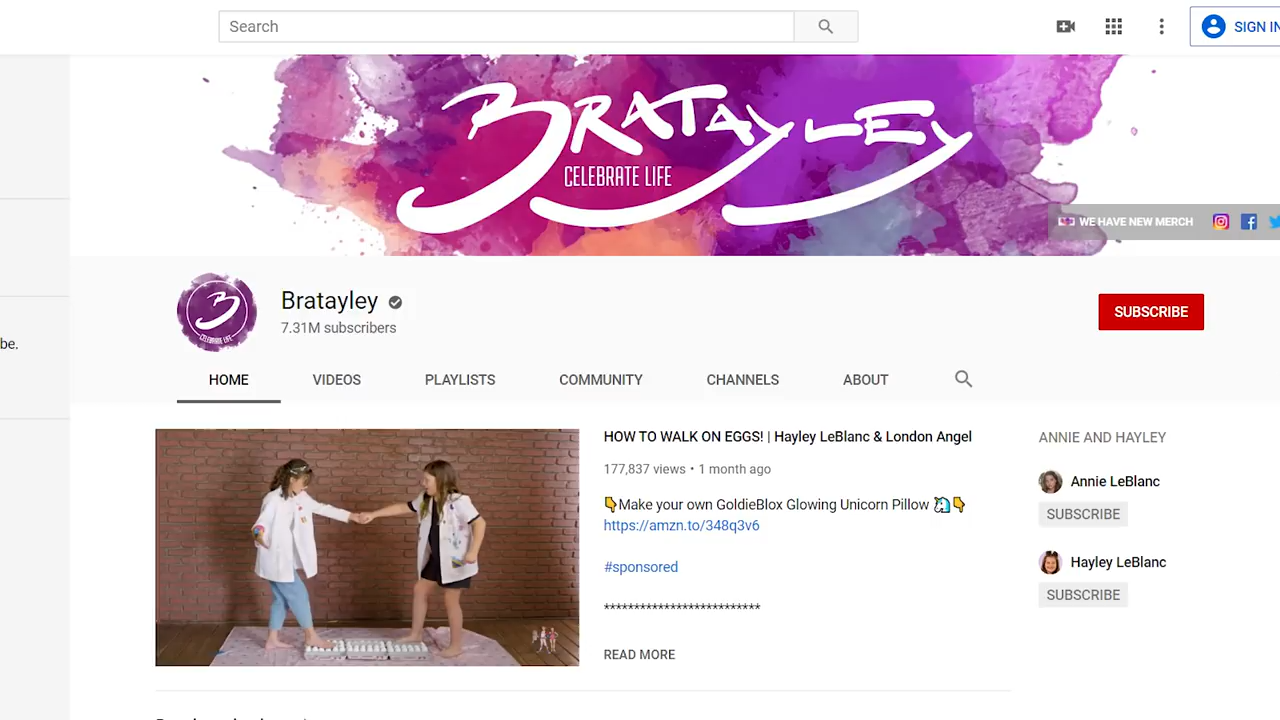 Search
SIGN IN
BRATAYLEY
CELEBRATE LIFE
WE HAVE NEW MERCH
B
CELEBRATE LIFE
Bratayley
7.31M subscribers
SUBSCRIBE
be.
HOME VIDEOS PLAYLISTS COMMUNITY CHANNELS ABOUT
HOW TO WALK ON EGGS! | Hayley LeBlanc & London Angel
177,837 views • 1 month ago
👇Make your own GoldieBlox Glowing Unicorn Pillow 🦄👇
https://amzn.to/348q3v6
#sponsored
**************************
READ MORE
ANNIE AND HAYLEY
Annie LeBlanc
SUBSCRIBE
Hayley LeBlanc
SUBSCRIBE